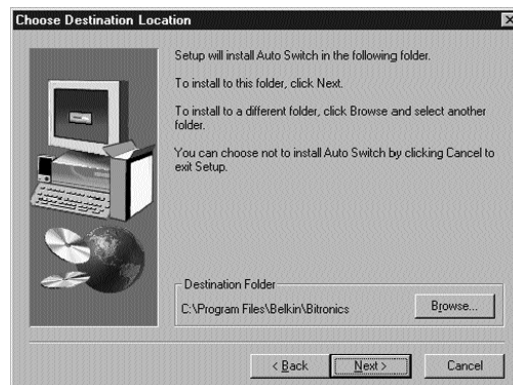 Choose Destination Location
Setup will install Auto Switch in the following folder.
To install to this folder, click Next.
To install to a different folder, click Browse and select another
folder.
You can choose not to install Auto Switch by clicking Cancel to
exit Setup.
Destination Folder
C:\Program Files\Belkin\Bitronics
Browse...
< Back
Next >
Cancel